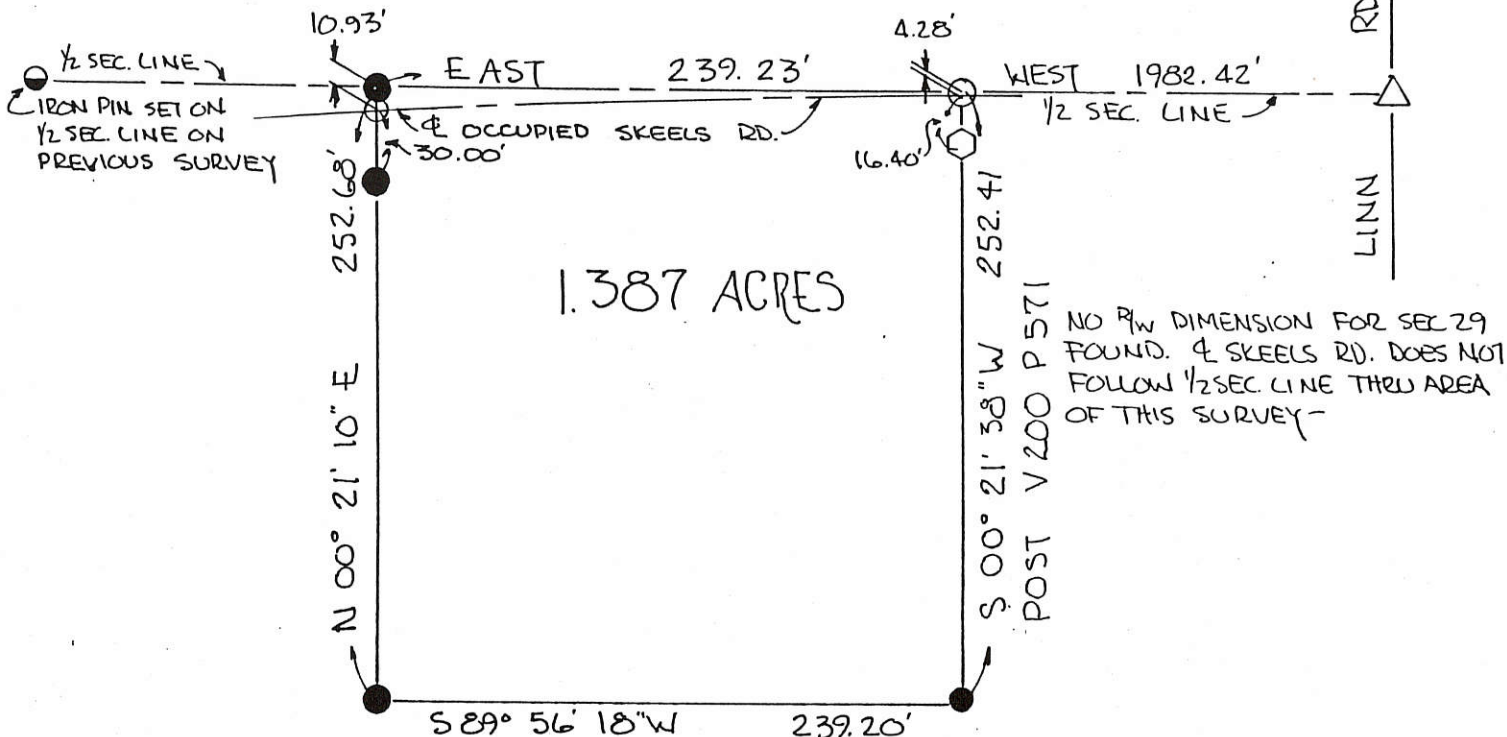 10.93'
4.28'
RD
½ SEC. LINE
EAST 239.23'
WEST 1982.42'
IRON PIN SET ON
½ SEC. LINE ON
PREVIOUS SURVEY
℄ OCCUPIED SKEELS RD.
½ SEC. LINE
30.00'
16.40'
252.68'
252.41
LINN
1.387 ACRES
NO R/W DIMENSION FOR SEC 29
FOUND. ℄ SKEELS RD. DOES NOT
FOLLOW ½ SEC. LINE THRU AREA
OF THIS SURVEY-
N 00° 21' 10" E
S 00° 21' 38" W
POST V 200 P 571
S 89° 56' 18" W 239.20'